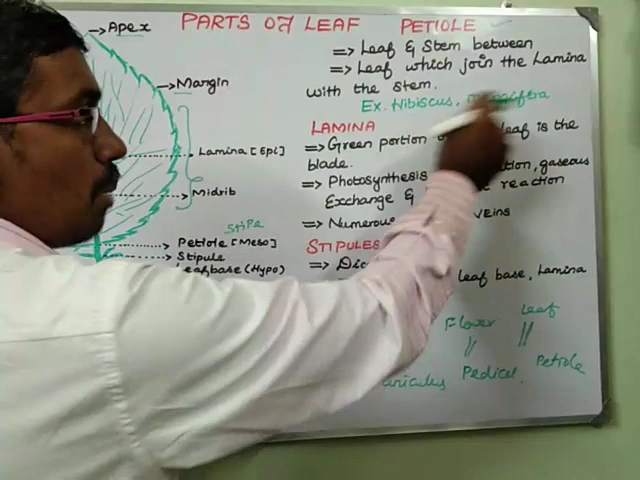 PARTS OF LEAF
Apex
Margin
Lamina [Epi]
Midrib
Stipe
Petiole [Meso]
Stipule
Leafbase (Hypo)
PETIOLE
=> Leaf & Stem between
=> Leaf which join the Lamina
with the stem.
Ex. Hibiscus,
LAMINA
=> Green portion leaf is the
blade.
=> Photosynthesis gaseous
Exchange & reaction
=> Numerous VEINS
STIPULES
=> leaf base, Lamina
Flower Leaf
|| ||
Pedicel Petiole